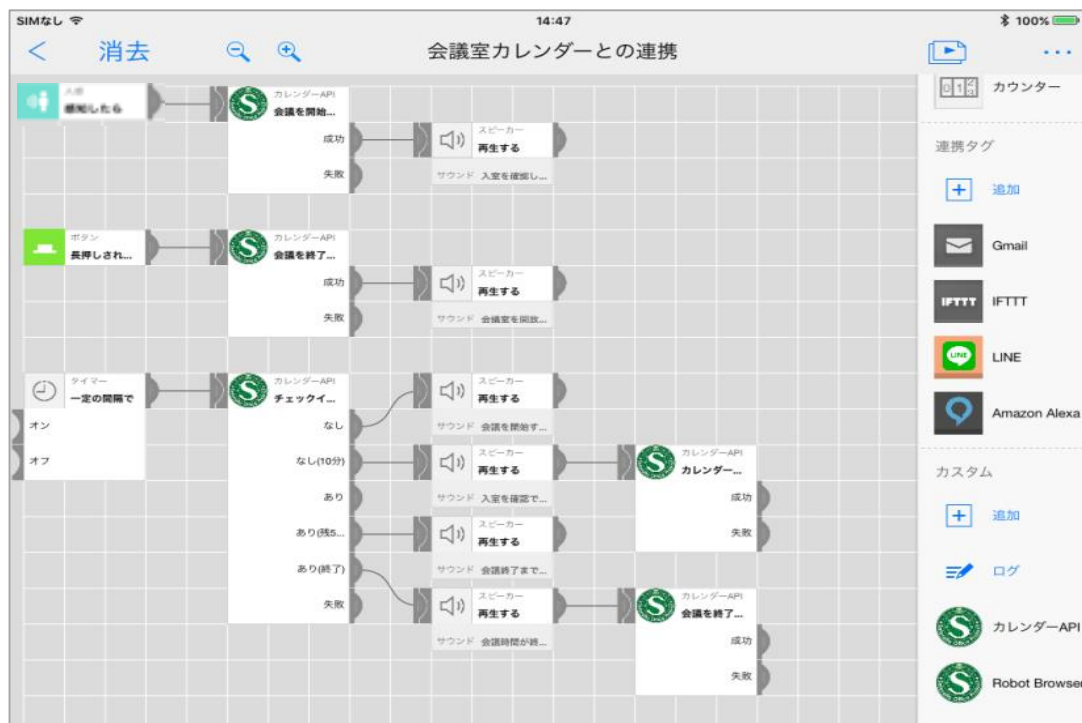 SIMなし
14:47
100%
消去
会議室カレンダーとの連携
人感
感知したら
カレンダーAPI
会議を開始...
成功
失敗
スピーカー
再生する
サウンド 入室を確認し...
ボタン
長押しされ...
カレンダーAPI
会議を終了...
成功
失敗
スピーカー
再生する
サウンド 会議室を開放...
タイマー
一定の間隔で
オン
オフ
カレンダーAPI
チェックイ...
なし
なし(10分)
あり
あり(残5...
あり(終了)
失敗
スピーカー
再生する
サウンド 会議を開始す...
スピーカー
再生する
サウンド 入室を確認で...
カレンダーAPI
カレンダー...
成功
失敗
スピーカー
再生する
サウンド 会議終了まで...
スピーカー
再生する
サウンド 会議時間が終...
カレンダーAPI
会議を終了...
成功
失敗
012
カウンター
連携タグ
追加
Gmail
IFTTT IFTTT
LINE LINE
Amazon Alexa
カスタム
追加
ログ
S カレンダーAPI
S Robot Browser